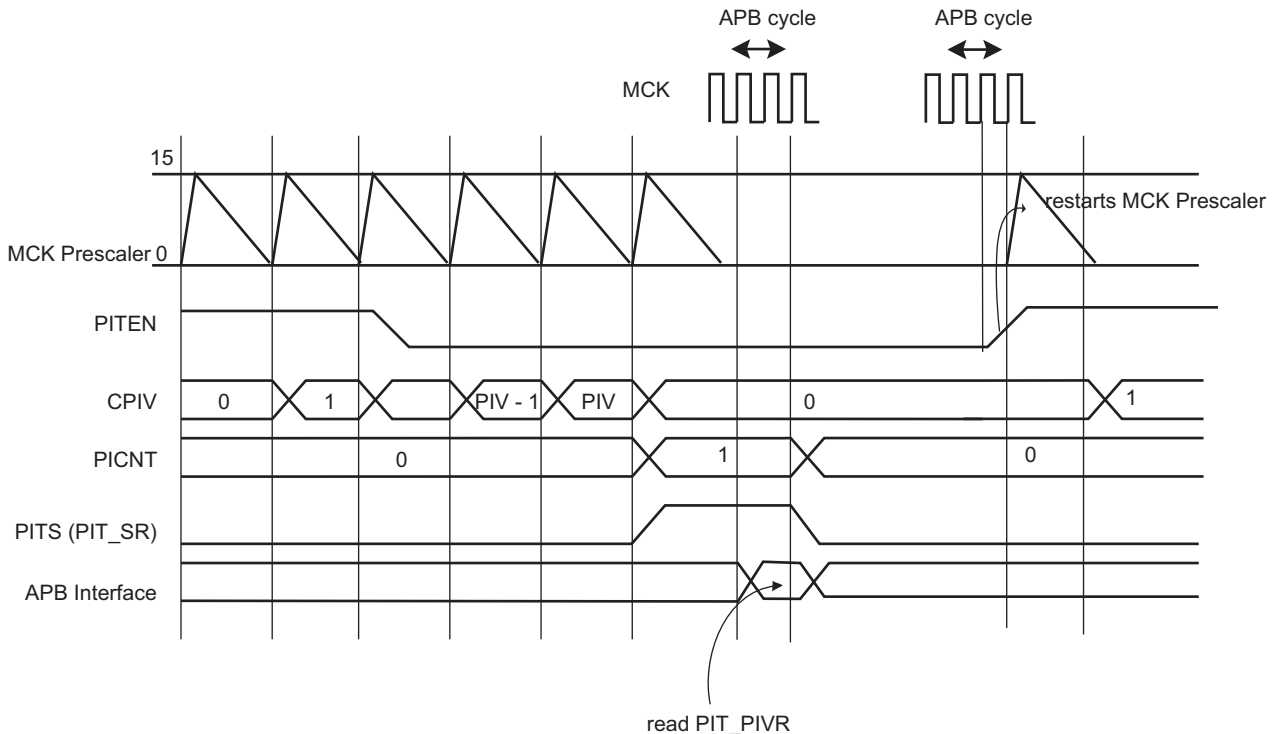 APB cycle APB cycle
MCK
15
restarts MCK Prescaler
MCK Prescaler 0
PITEN
CPIV 0 1 PIV - 1 PIV 0 1
PICNT 0 1 0
PITS (PIT_SR)
APB Interface
read PIT_PIVR